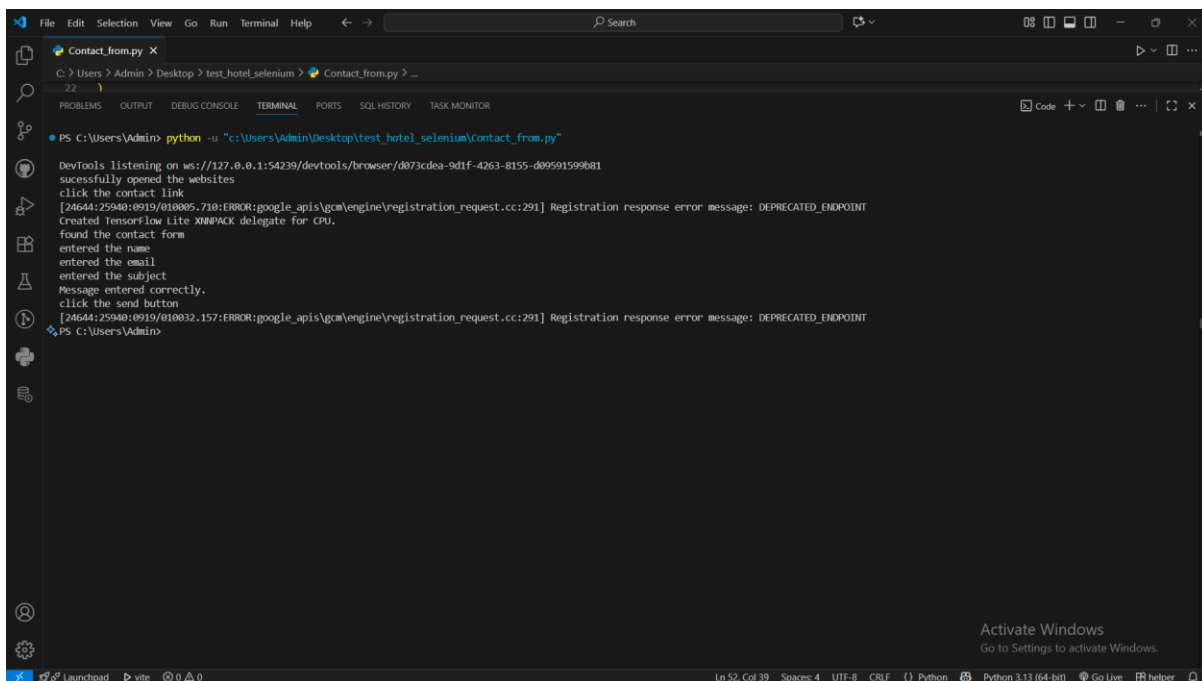 File Edit Selection View Go Run Terminal Help Search
Contact_from.py
C: > Users > Admin > Desktop > test_hotel_selenium > Contact_from.py > ...
22 )
PROBLEMS OUTPUT DEBUG CONSOLE TERMINAL PORTS SQL HISTORY TASK MONITOR Code
PS C:\Users\Admin> python -u "c:\Users\Admin\Desktop\test_hotel_selenium\Contact_from.py"
DevTools listening on ws://127.0.0.1:54239/devtools/browser/d073cdea-9d1f-4263-8155-d09591599b81
sucessfully opened the websites
click the contact link
[24644:25940:0919/010005.710:ERROR:google_apis\gcm\engine\registration_request.cc:291] Registration response error message: DEPRECATED_ENDPOINT
Created TensorFlow Lite XNNPACK delegate for CPU.
found the contact form
entered the name
entered the email
entered the subject
Message entered correctly.
click the send button
[24644:25940:0919/010032.157:ERROR:google_apis\gcm\engine\registration_request.cc:291] Registration response error message: DEPRECATED_ENDPOINT
PS C:\Users\Admin>
Activate Windows
Go to Settings to activate Windows.
Launchpad vite 0 0 Ln 52, Col 39 Spaces: 4 UTF-8 CRLF {} Python Python 3.13 (64-bit) Go Live helper